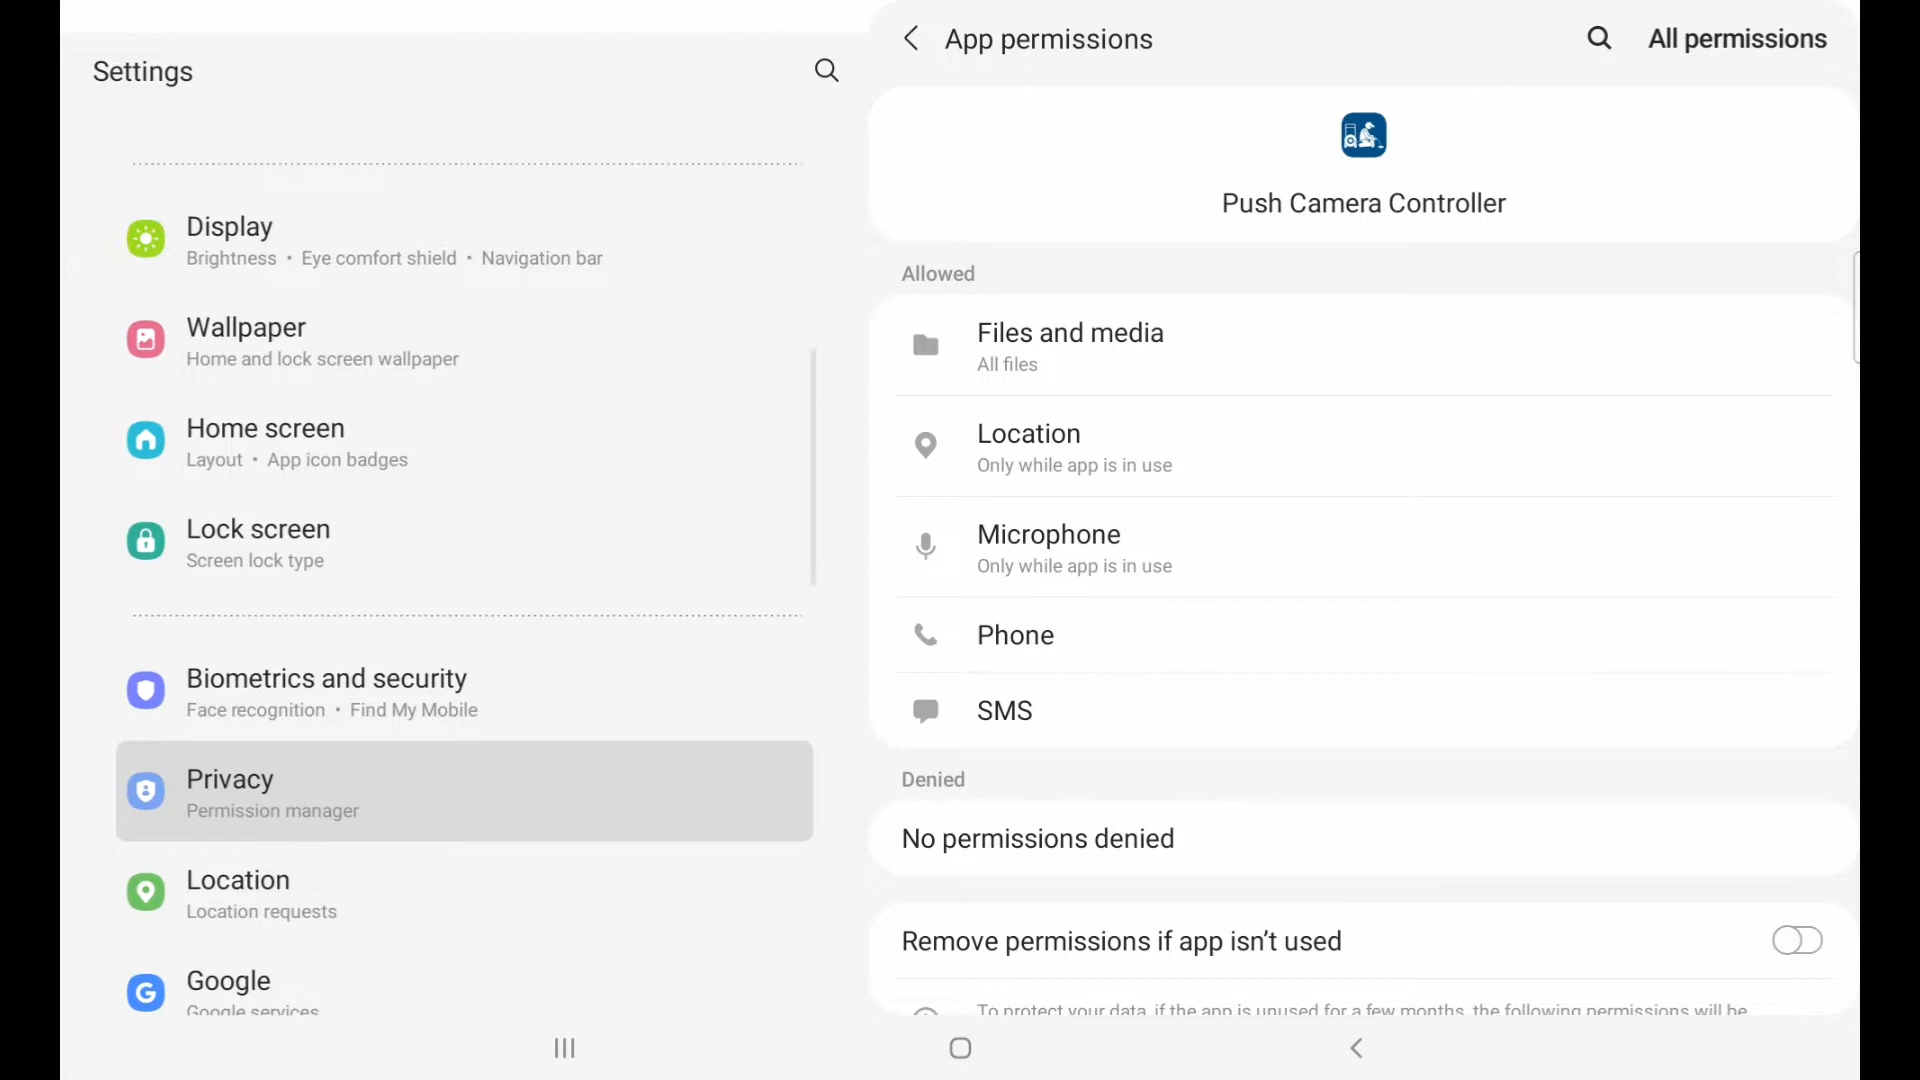 Settings
Display
Brightness • Eye comfort shield • Navigation bar
Wallpaper
Home and lock screen wallpaper
Home screen
Layout • App icon badges
Lock screen
Screen lock type
Biometrics and security
Face recognition • Find My Mobile
Privacy
Permission manager
Location
Location requests
Google
Google services
App permissions
All permissions
Push Camera Controller
Allowed
Files and media
All files
Location
Only while app is in use
Microphone
Only while app is in use
Phone
SMS
Denied
No permissions denied
Remove permissions if app isn’t used
To protect your data, if the app is unused for a few months, the following permissions will be